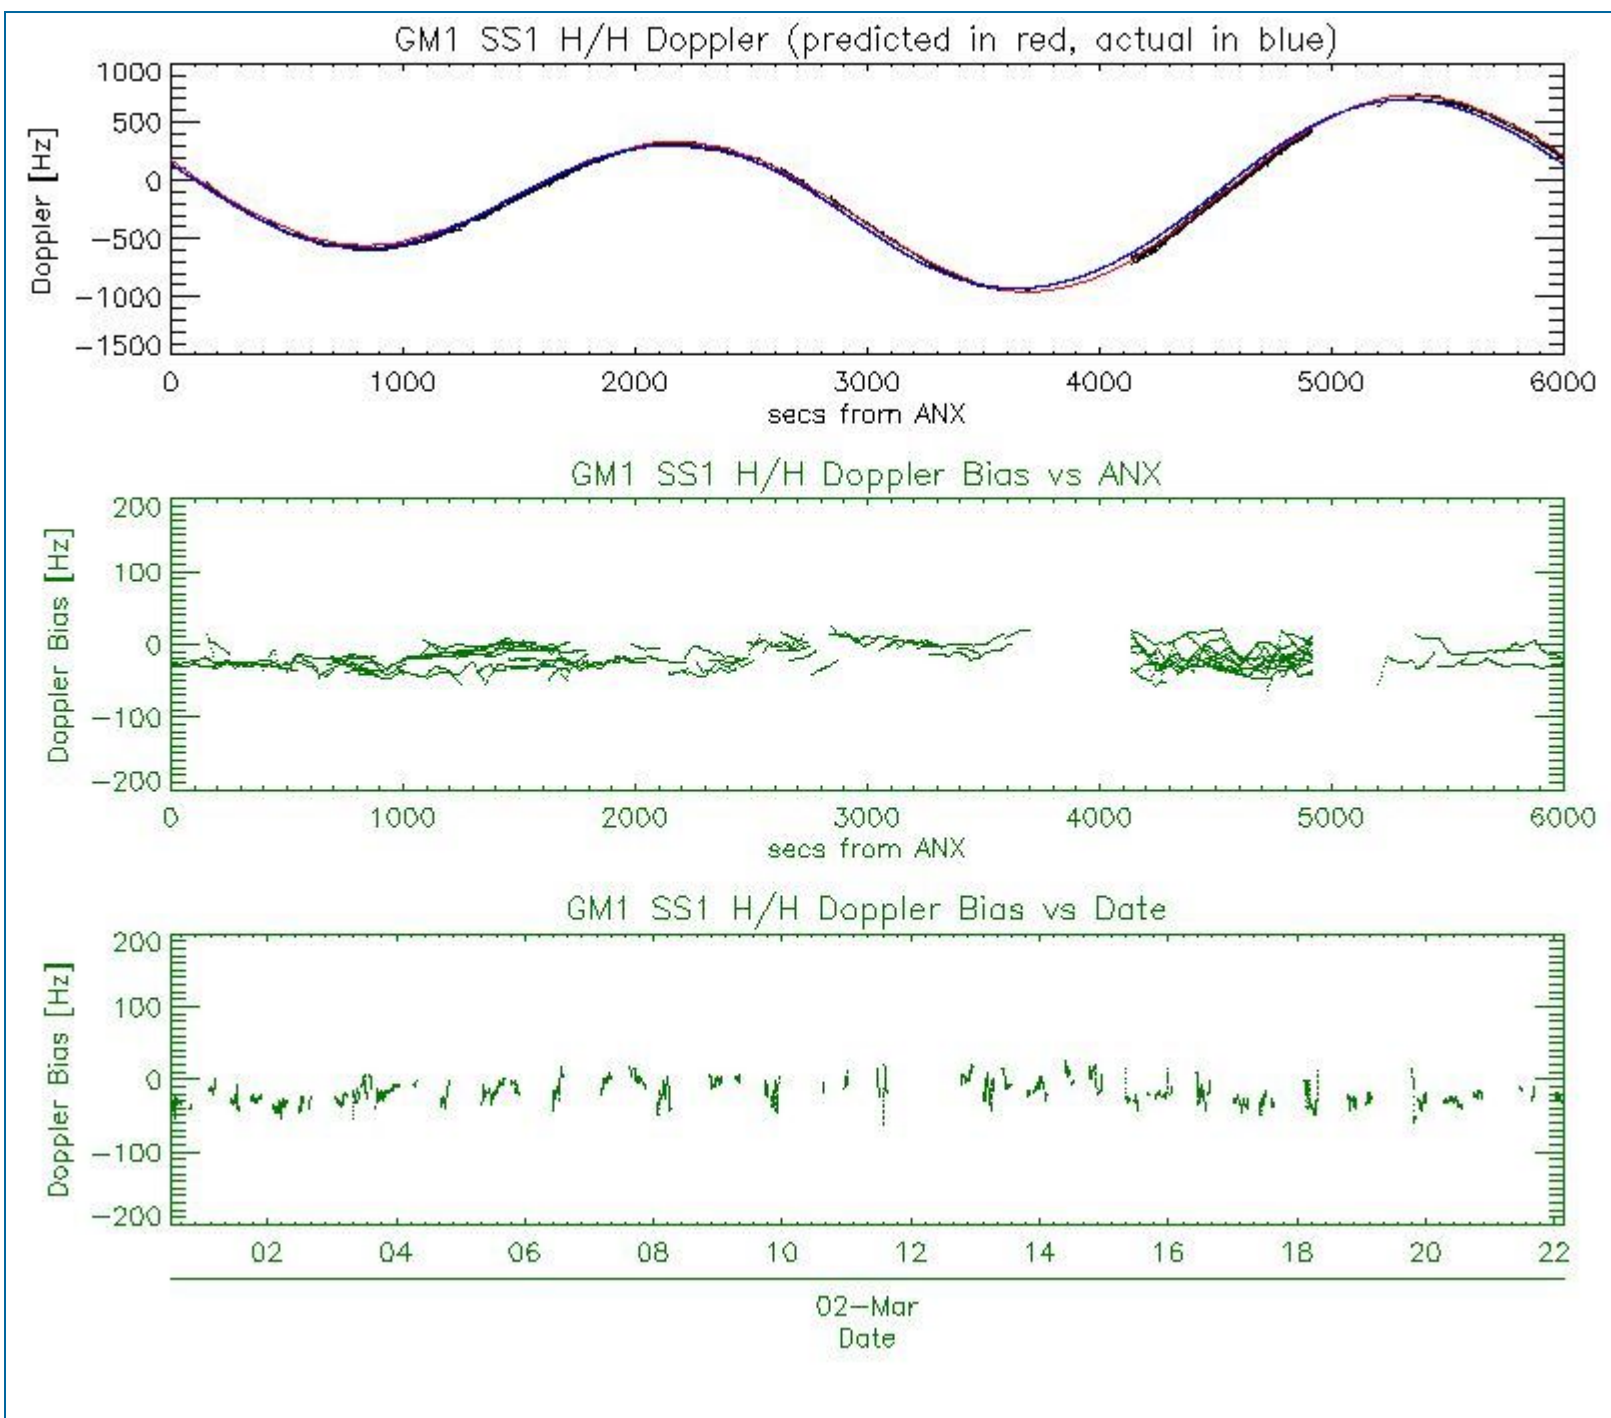 GM1 SS1 H/H Doppler (predicted in red, actual in blue)
1000
500
0
−500
−1000
−1500
Doppler [Hz]
0 1000 2000 3000 4000 5000 6000
secs from ANX
GM1 SS1 H/H Doppler Bias vs ANX
200
100
0
−100
−200
Doppler Bias [Hz]
0 1000 2000 3000 4000 5000 6000
secs from ANX
GM1 SS1 H/H Doppler Bias vs Date
200
100
0
−100
−200
Doppler Bias [Hz]
02 04 06 08 10 12 14 16 18 20 22
02−Mar
Date